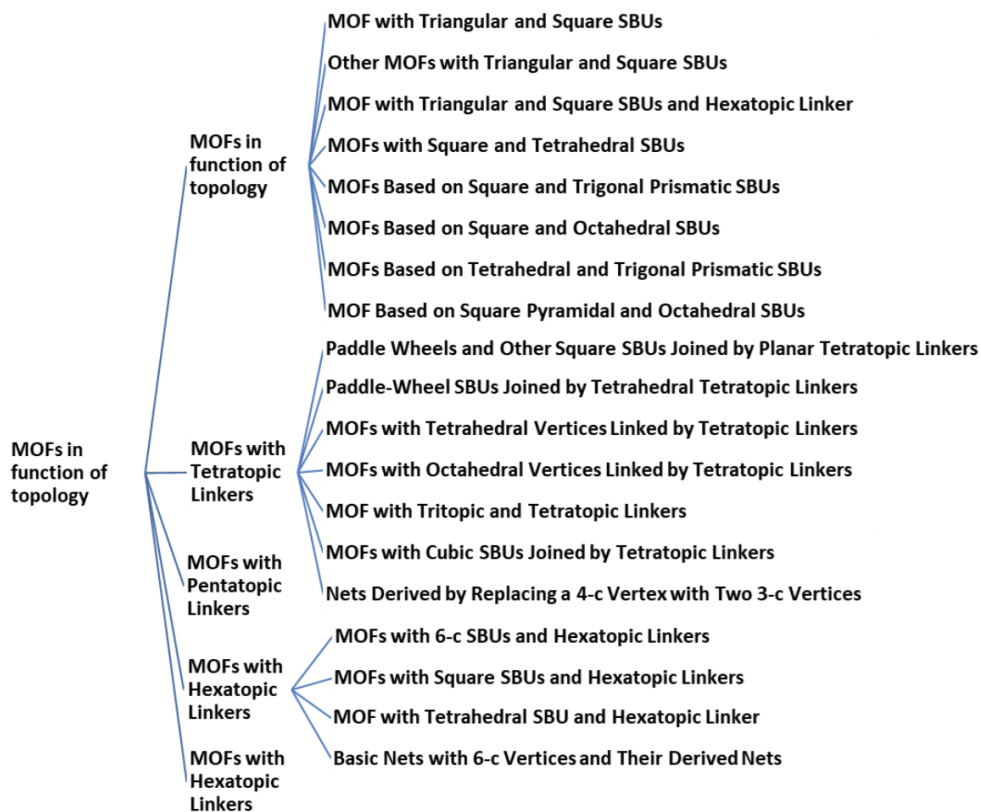 MOFs in
function of
topology
MOFs in
function of
topology
MOF with Triangular and Square SBUs
Other MOFs with Triangular and Square SBUs
MOF with Triangular and Square SBUs and Hexatopic Linker
MOFs with Square and Tetrahedral SBUs
MOFs Based on Square and Trigonal Prismatic SBUs
MOFs Based on Square and Octahedral SBUs
MOFs Based on Tetrahedral and Trigonal Prismatic SBUs
MOF Based on Square Pyramidal and Octahedral SBUs
MOFs with
Tetratopic
Linkers
Paddle Wheels and Other Square SBUs Joined by Planar Tetratopic Linkers
Paddle-Wheel SBUs Joined by Tetrahedral Tetratopic Linkers
MOFs with Tetrahedral Vertices Linked by Tetratopic Linkers
MOFs with Octahedral Vertices Linked by Tetratopic Linkers
MOF with Tritopic and Tetratopic Linkers
MOFs with Cubic SBUs Joined by Tetratopic Linkers
Nets Derived by Replacing a 4-c Vertex with Two 3-c Vertices
MOFs with
Pentatopic
Linkers
MOFs with
Hexatopic
Linkers
MOFs with 6-c SBUs and Hexatopic Linkers
MOFs with Square SBUs and Hexatopic Linkers
MOF with Tetrahedral SBU and Hexatopic Linker
Basic Nets with 6-c Vertices and Their Derived Nets
MOFs with
Hexatopic
Linkers